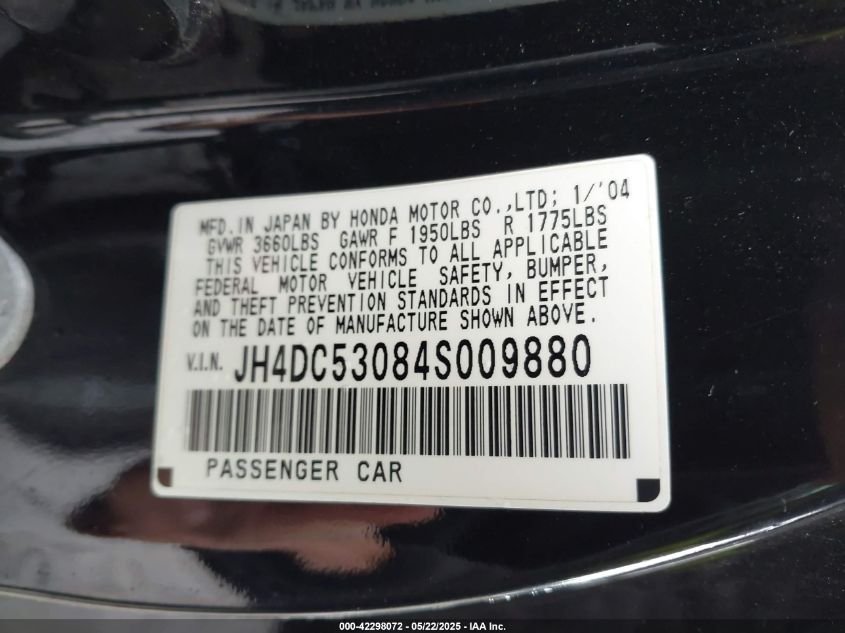 MFD.IN JAPAN BY HONDA MOTOR CO.,LTD; 1/'04
GVWR 3660LBS GAWR F 1950LBS R 1775LBS
THIS VEHICLE CONFORMS TO ALL APPLICABLE
FEDERAL MOTOR VEHICLE SAFETY, BUMPER,
AND THEFT PREVENTION STANDARDS IN EFFECT
ON THE DATE OF MANUFACTURE SHOWN ABOVE.
V.I.N. JH4DC53084S009880
PASSENGER CAR
000-42298072 - 05/22/2025 - IAA Inc.